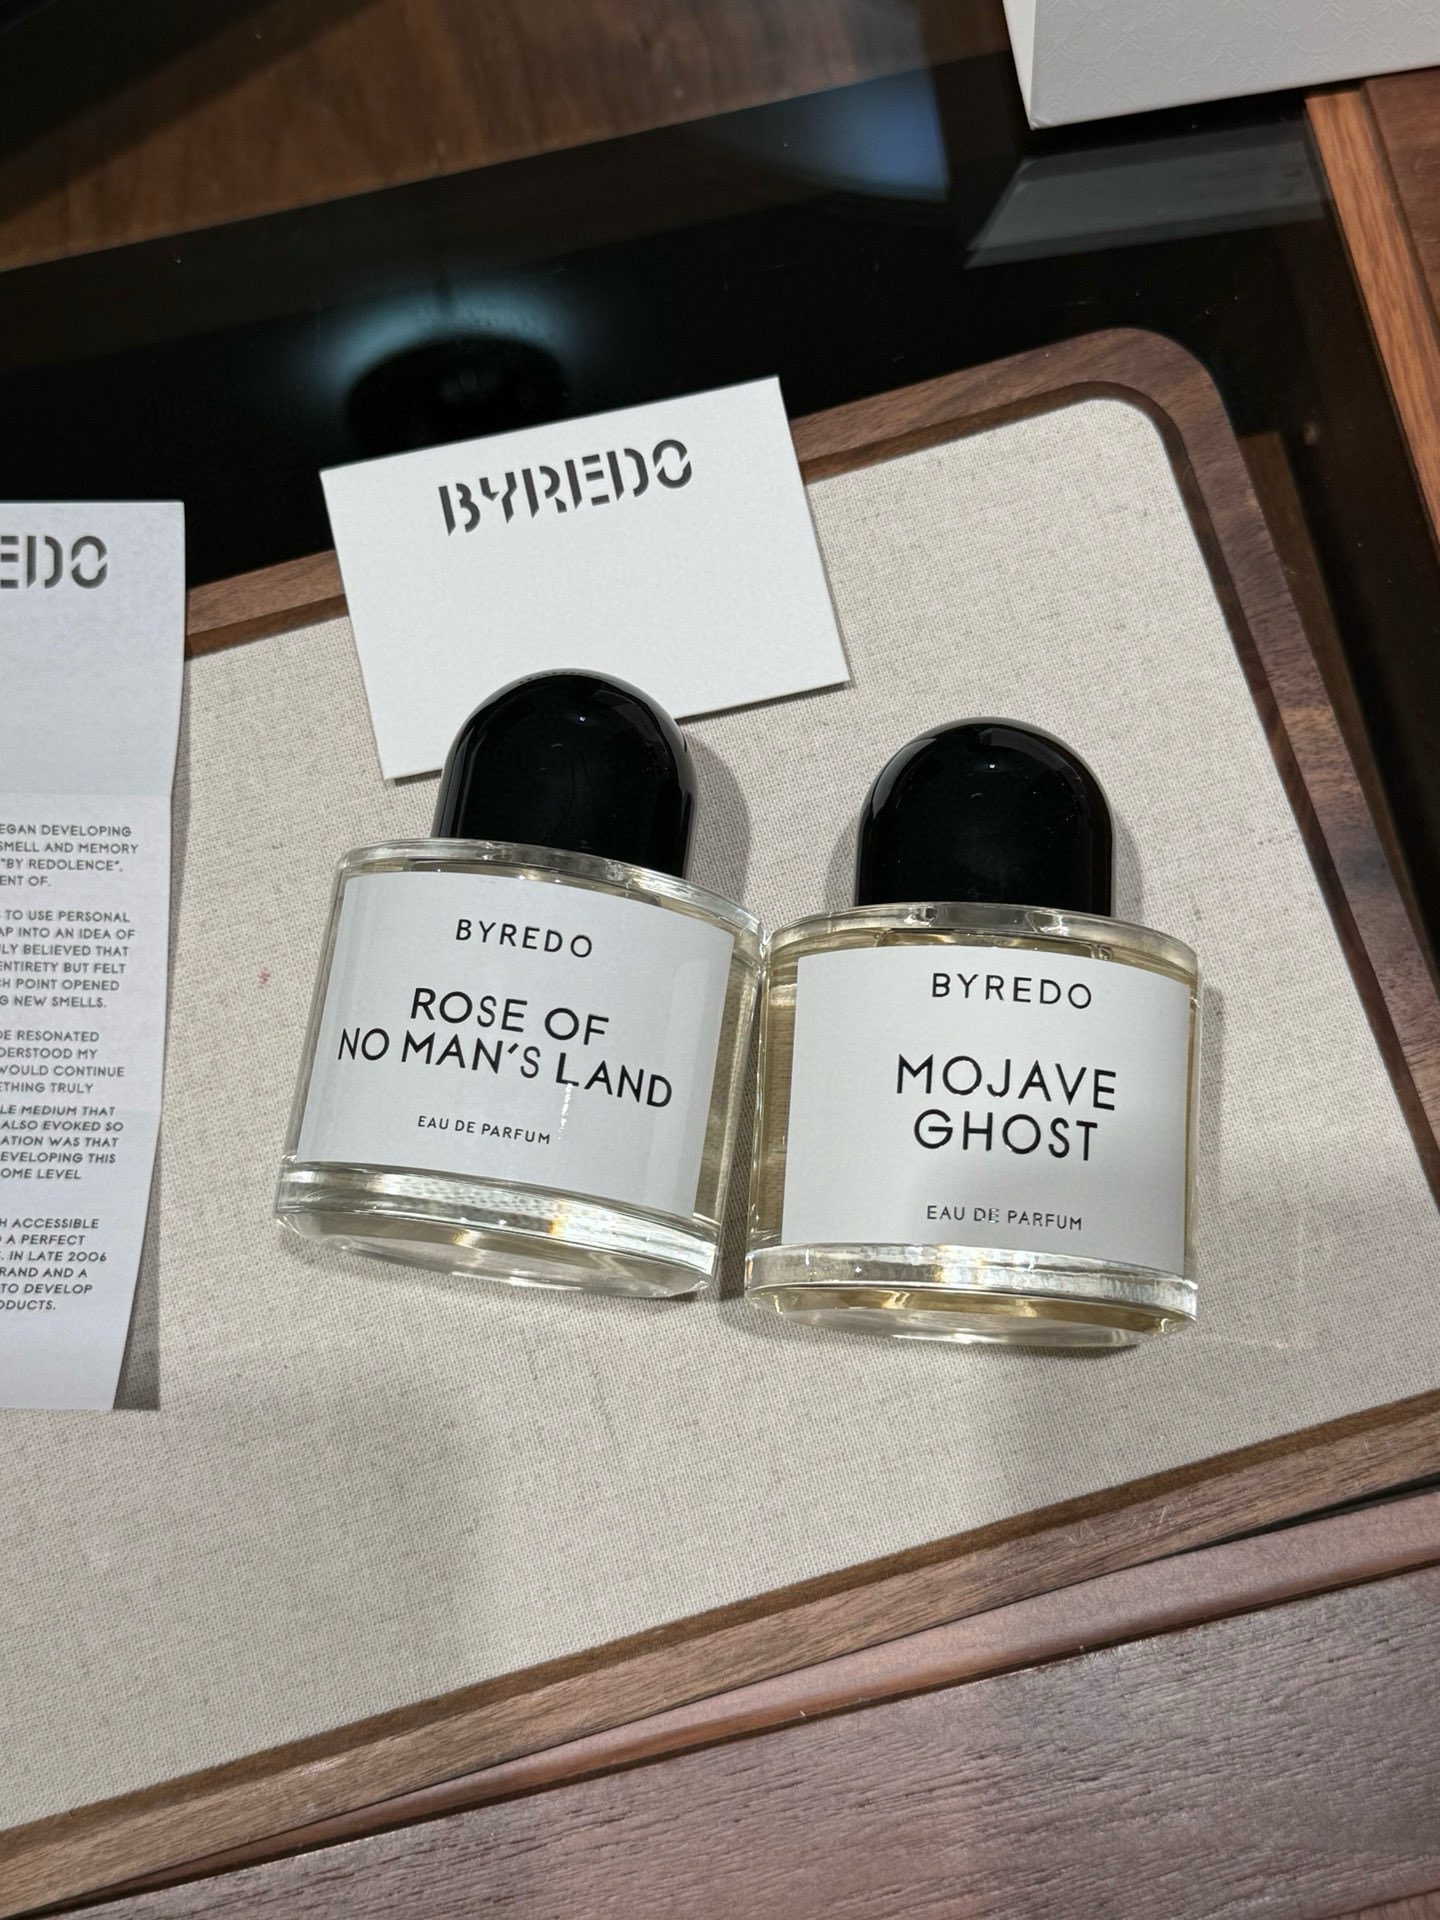 BYREDO
EDO
EGAN DEVELOPING
SMELL AND MEMORY
"BY REDOLENCE",
ENT OF.
TO USE PERSONAL
AP INTO AN IDEA OF
LY BELIEVED THAT
ENTIRETY BUT FELT
CH POINT OPENED
G NEW SMELLS.
DE RESONATED
DERSTOOD MY
WOULD CONTINUE
ETHING TRULY
LE MEDIUM THAT
ALSO EVOKED SO
ATION WAS THAT
EVELOPING THIS
OME LEVEL
H ACCESSIBLE
A PERFECT
. IN LATE 2006
RAND AND A
TO DEVELOP
ODUCTS.
BYREDO
ROSE OF
NO MAN'S LAND
EAU DE PARFUM
BYREDO
MOJAVE
GHOST
EAU DE PARFUM